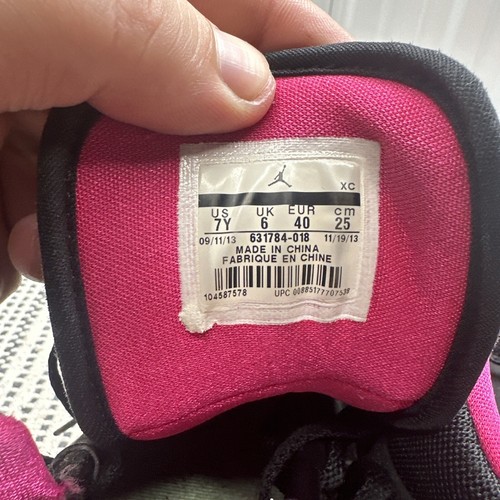 XC
US UK EUR cm
7Y 6 40 25
09/11/13 631784-018 11/19/13
MADE IN CHINA
FABRIQUE EN CHINE
104587578 UPC